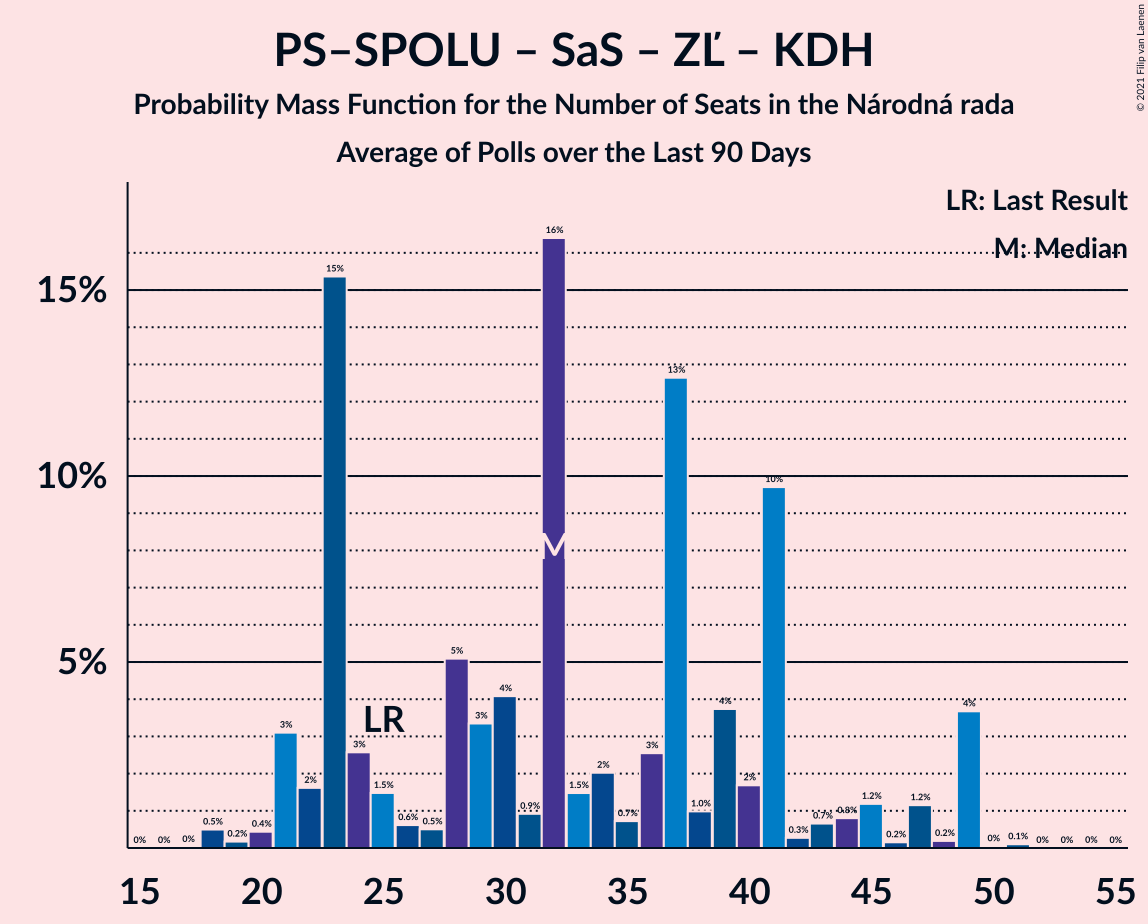 PS–SPOLU – SaS – ZĽ – KDH
Probability Mass Function for the Number of Seats in the Národná rada
Average of Polls over the Last 90 Days
© 2021 Filip van Laenen
LR: Last Result
M: Median
15%
10%
5%
0% 0% 0% 0.5% 0.2% 0.4% 3% 2% 15% 3% 1.5% 0.6% 0.5% 5% 3% 4% 0.9% 16% 1.5% 2% 0.7% 3% 13% 1.0% 4% 2% 10% 0.3% 0.7% 0.8% 1.2% 0.2% 1.2% 0.2% 4% 0% 0.1% 0% 0% 0% 0%
LR
M
15 20 25 30 35 40 45 50 55